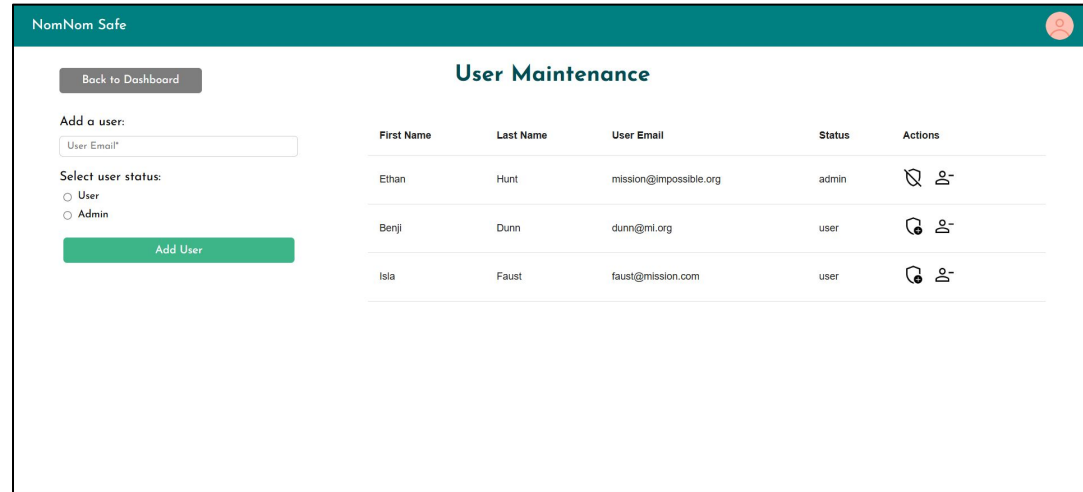 NomNom Safe
Back to Dashboard
User Maintenance
Add a user:
User Email*
Select user status:
User
Admin
Add User
First Name Last Name User Email Status Actions
Ethan Hunt mission@impossible.org admin
Benji Dunn dunn@mi.org user
Isla Faust faust@mission.com user